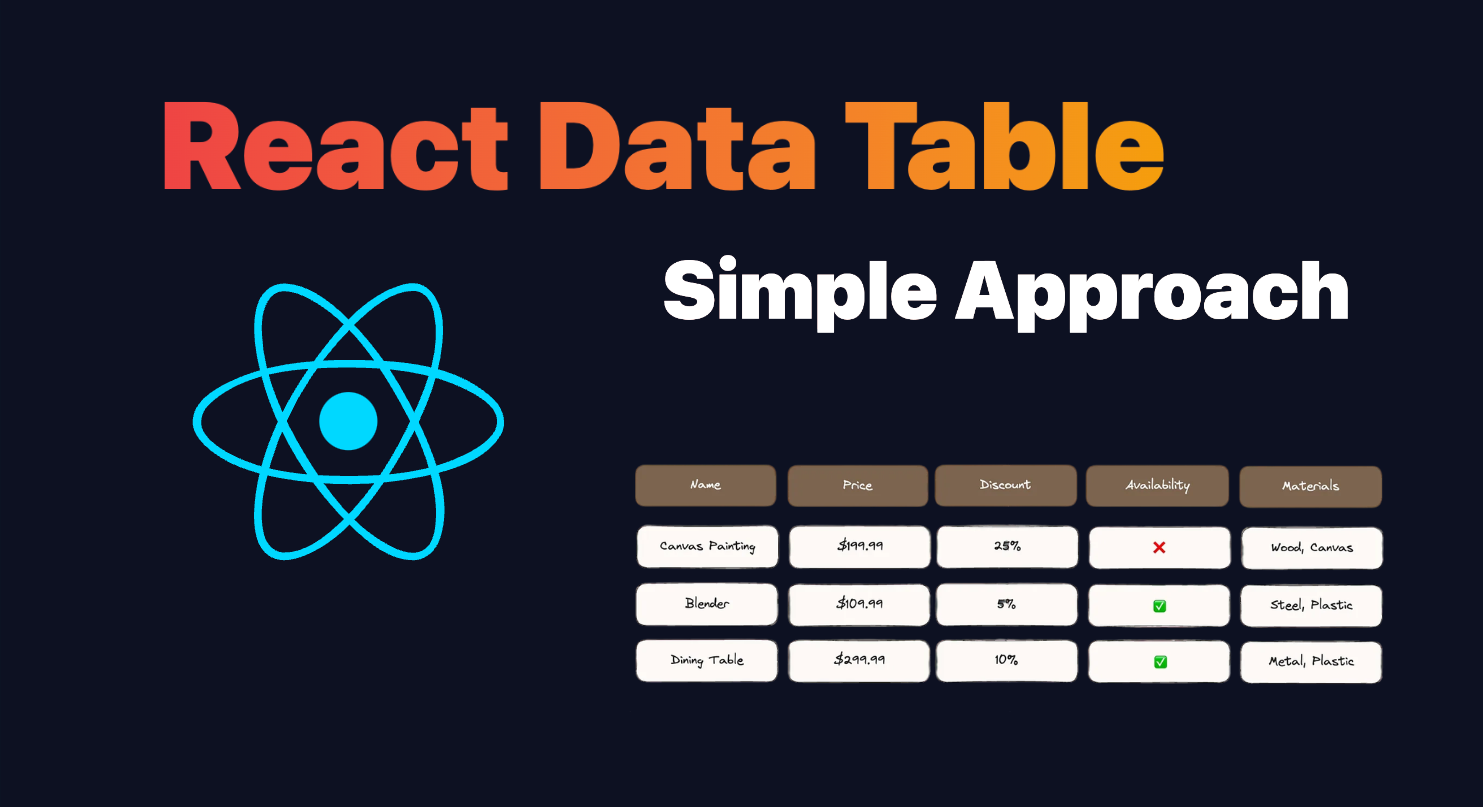 React Data Table
Simple Approach
Name Price Discount Availability Materials
Canvas Painting $199.99 25% ❌ Wood, Canvas
Blender $109.99 5% ✅ Steel, Plastic
Dining Table $299.99 10% ✅ Metal, Plastic